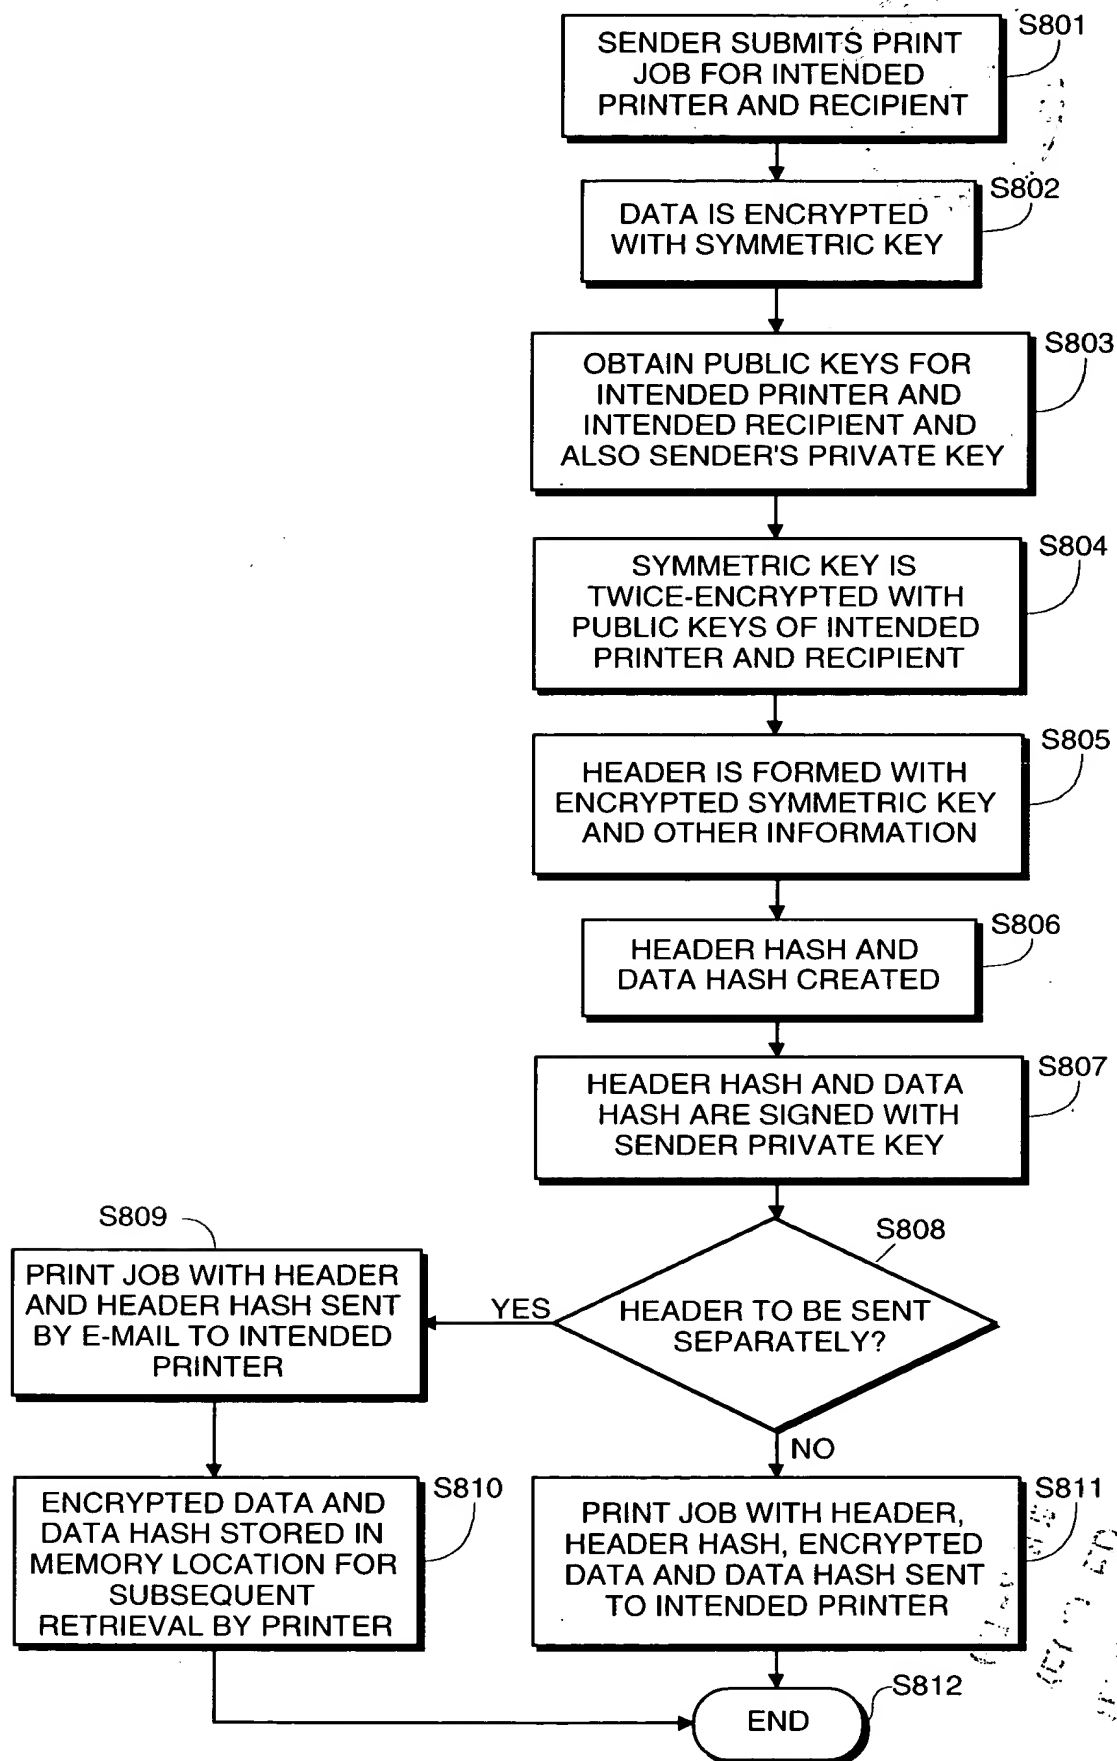 S801
SENDER SUBMITS PRINT
JOB FOR INTENDED
PRINTER AND RECIPIENT
S802
DATA IS ENCRYPTED
WITH SYMMETRIC KEY
S803
OBTAIN PUBLIC KEYS FOR
INTENDED PRINTER AND
INTENDED RECIPIENT AND
ALSO SENDER'S PRIVATE KEY
S804
SYMMETRIC KEY IS
TWICE-ENCRYPTED WITH
PUBLIC KEYS OF INTENDED
PRINTER AND RECIPIENT
S805
HEADER IS FORMED WITH
ENCRYPTED SYMMETRIC KEY
AND OTHER INFORMATION
S806
HEADER HASH AND
DATA HASH CREATED
S807
HEADER HASH AND DATA
HASH ARE SIGNED WITH
SENDER PRIVATE KEY
S808
HEADER TO BE SENT
SEPARATELY?
YES
NO
S809
PRINT JOB WITH HEADER
AND HEADER HASH SENT
BY E-MAIL TO INTENDED
PRINTER
S810
ENCRYPTED DATA AND
DATA HASH STORED IN
MEMORY LOCATION FOR
SUBSEQUENT
RETRIEVAL BY PRINTER
S811
PRINT JOB WITH HEADER,
HEADER HASH, ENCRYPTED
DATA AND DATA HASH SENT
TO INTENDED PRINTER
S812
END